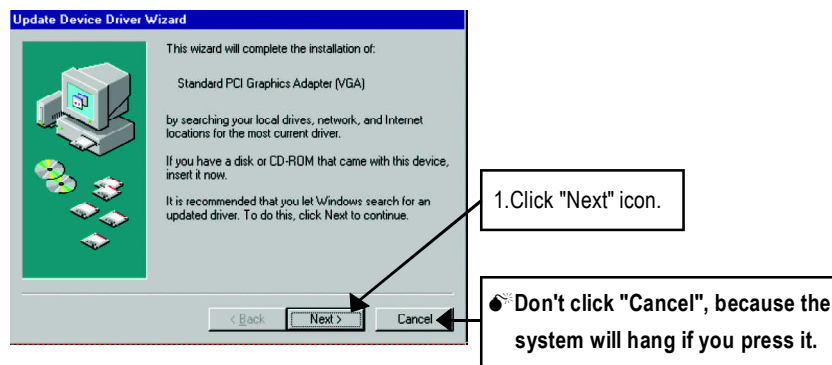 Update Device Driver Wizard
This wizard will complete the installation of:
Standard PCI Graphics Adapter (VGA)
by searching your local drives, network, and Internet
locations for the most current driver.
If you have a disk or CD-ROM that came with this device,
insert it now.
It is recommended that you let Windows search for an
updated driver. To do this, click Next to continue.
< Back
Next >
Cancel
1.Click "Next" icon.
💣Don't click "Cancel", because the
system will hang if you press it.